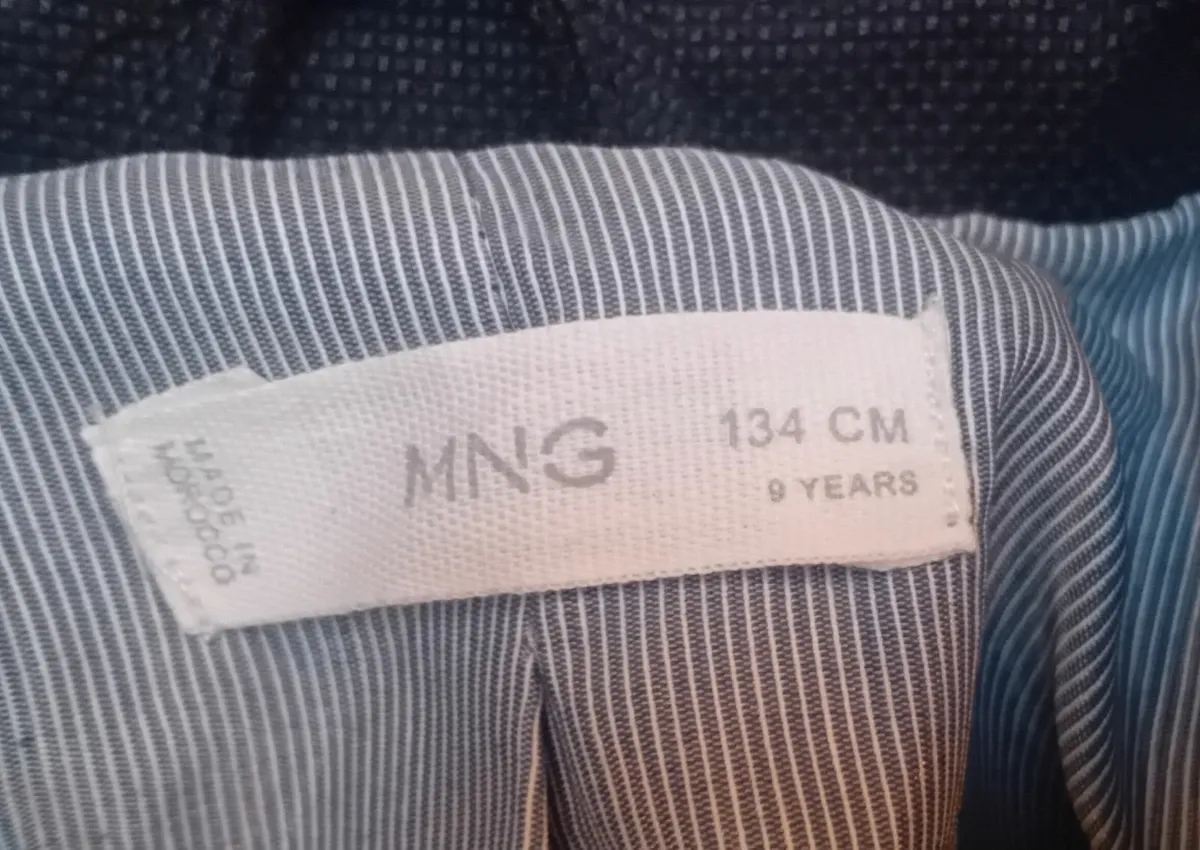 MADE IN
MOROCCO
MNG
134 CM
9 YEARS